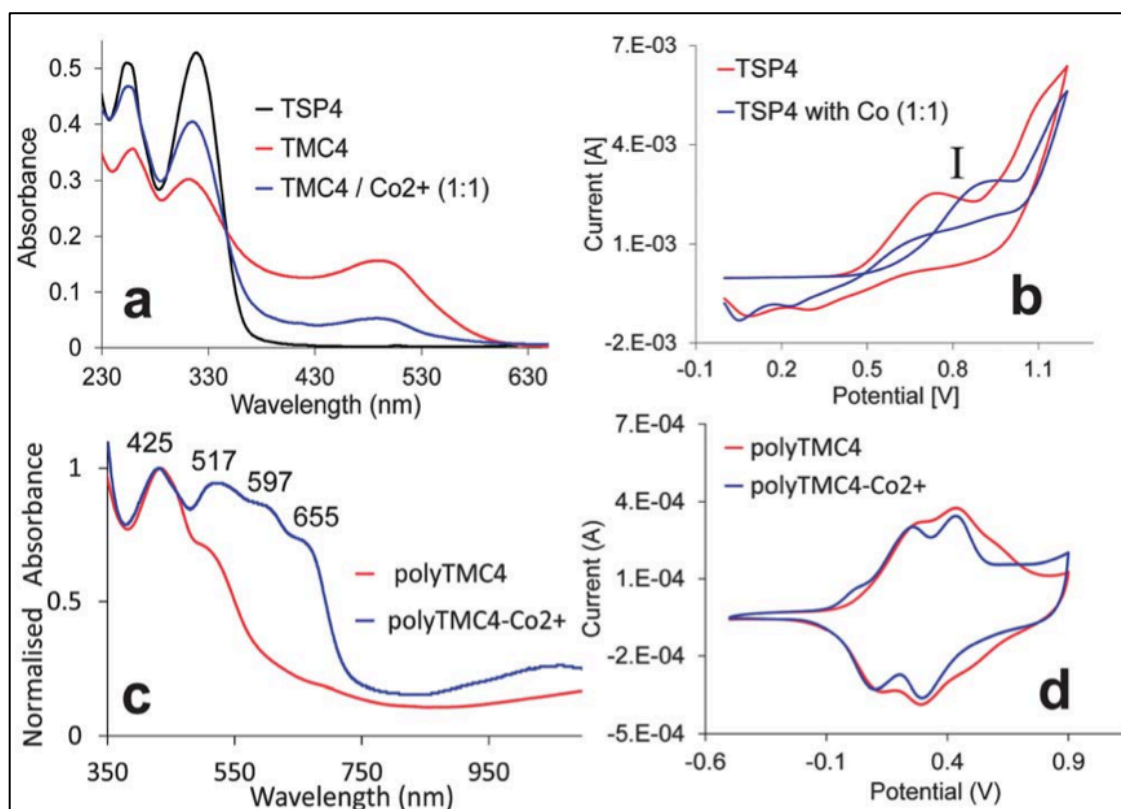 0.5
0.4
0.3
0.2
0.1
0
Absorbance
TSP4
TMC4
TMC4 / Co2+ (1:1)
a
230 330 430 530 630
Wavelength (nm)
7.E-03
4.E-03
1.E-03
-2.E-03
Current [A]
TSP4
TSP4 with Co (1:1)
I
b
-0.1 0.2 0.5 0.8 1.1
Potential [V]
1
0.5
0
Normalised Absorbance
425
517
597
655
polyTMC4
polyTMC4-Co2+
c
350 550 750 950
Wavelength (nm)
7.E-04
4.E-04
1.E-04
-2.E-04
-5.E-04
Current (A)
polyTMC4
polyTMC4-Co2+
d
-0.6 -0.1 0.4 0.9
Potential (V)